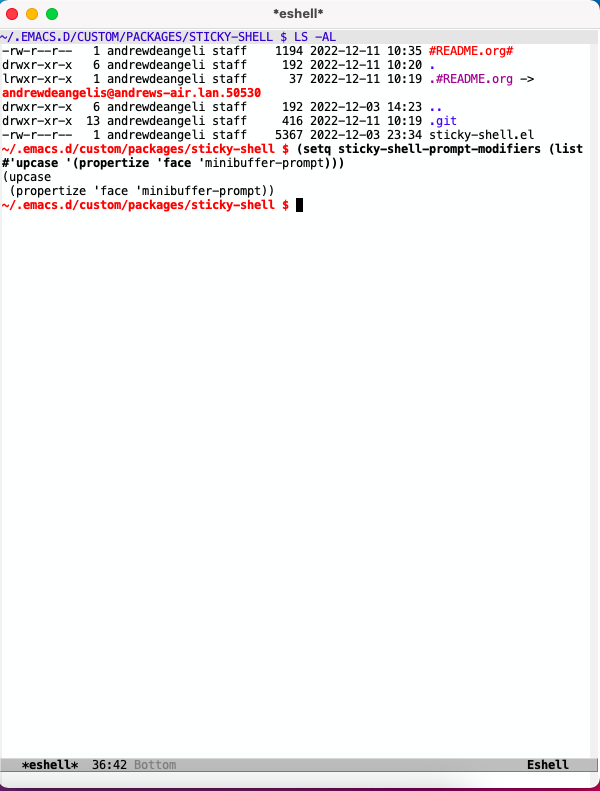 *eshell*
~/.EMACS.D/CUSTOM/PACKAGES/STICKY-SHELL $ LS -AL
-rw-r--r--   1 andrewdeangeli staff    1194 2022-12-11 10:35 #README.org#
drwxr-xr-x   6 andrewdeangeli staff     192 2022-12-11 10:20 .
lrwxr-xr-x   1 andrewdeangeli staff      37 2022-12-11 10:19 .#README.org ->
andrewdeangelis@andrews-air.lan.50530
drwxr-xr-x   6 andrewdeangeli staff     192 2022-12-03 14:23 ..
drwxr-xr-x  13 andrewdeangeli staff     416 2022-12-11 10:19 .git
-rw-r--r--   1 andrewdeangeli staff    5367 2022-12-03 23:34 sticky-shell.el
~/.emacs.d/custom/packages/sticky-shell $ (setq sticky-shell-prompt-modifiers (list
#'upcase '(propertize 'face 'minibuffer-prompt)))
(upcase
 (propertize 'face 'minibuffer-prompt))
~/.emacs.d/custom/packages/sticky-shell $
*eshell*  36:42 Bottom Eshell